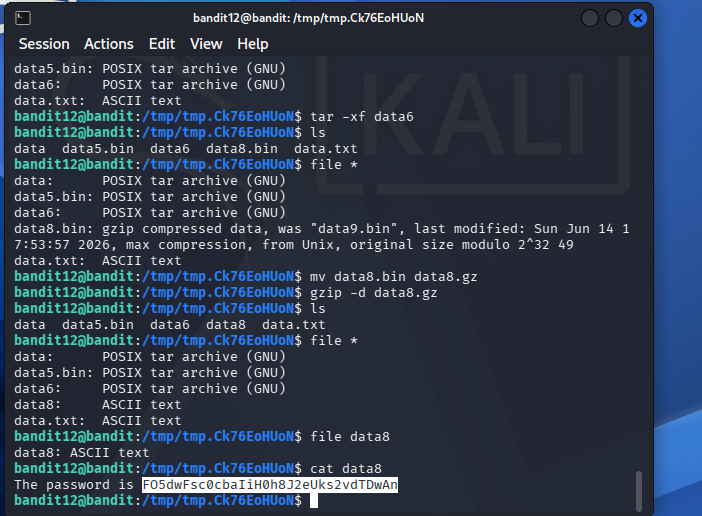 bandit12@bandit: /tmp/tmp.Ck76EoHUoN
Session Actions Edit View Help
KALI
data5.bin: POSIX tar archive (GNU)
data6:     POSIX tar archive (GNU)
data.txt:  ASCII text
bandit12@bandit:/tmp/tmp.Ck76EoHUoN$ tar -xf data6
bandit12@bandit:/tmp/tmp.Ck76EoHUoN$ ls
data  data5.bin  data6  data8.bin  data.txt
bandit12@bandit:/tmp/tmp.Ck76EoHUoN$ file *
data:      POSIX tar archive (GNU)
data5.bin: POSIX tar archive (GNU)
data6:     POSIX tar archive (GNU)
data8.bin: gzip compressed data, was "data9.bin", last modified: Sun Jun 14 1
7:53:57 2026, max compression, from Unix, original size modulo 2^32 49
data.txt:  ASCII text
bandit12@bandit:/tmp/tmp.Ck76EoHUoN$ mv data8.bin data8.gz
bandit12@bandit:/tmp/tmp.Ck76EoHUoN$ gzip -d data8.gz
bandit12@bandit:/tmp/tmp.Ck76EoHUoN$ ls
data  data5.bin  data6  data8  data.txt
bandit12@bandit:/tmp/tmp.Ck76EoHUoN$ file *
data:      POSIX tar archive (GNU)
data5.bin: POSIX tar archive (GNU)
data6:     POSIX tar archive (GNU)
data8:     ASCII text
data.txt:  ASCII text
bandit12@bandit:/tmp/tmp.Ck76EoHUoN$ file data8
data8: ASCII text
bandit12@bandit:/tmp/tmp.Ck76EoHUoN$ cat data8
The password is FO5dwFsc0cbaIiH0h8J2eUks2vdTDwAn
bandit12@bandit:/tmp/tmp.Ck76EoHUoN$